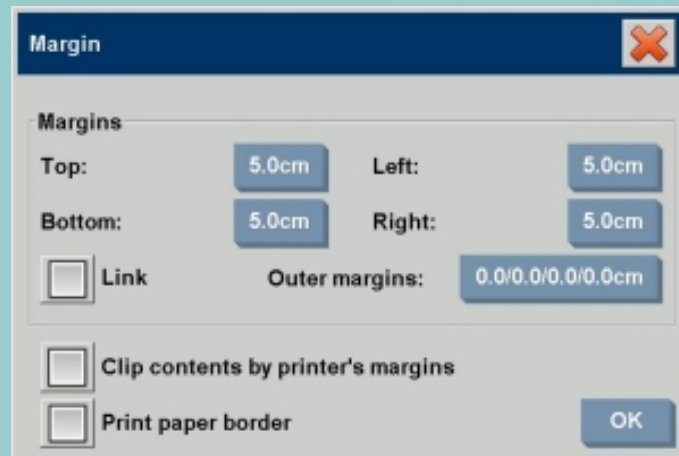 Margin
Margins
Top: 5.0cm Left: 5.0cm
Bottom: 5.0cm Right: 5.0cm
Link Outer margins: 0.0/0.0/0.0/0.0cm
Clip contents by printer's margins
Print paper border OK